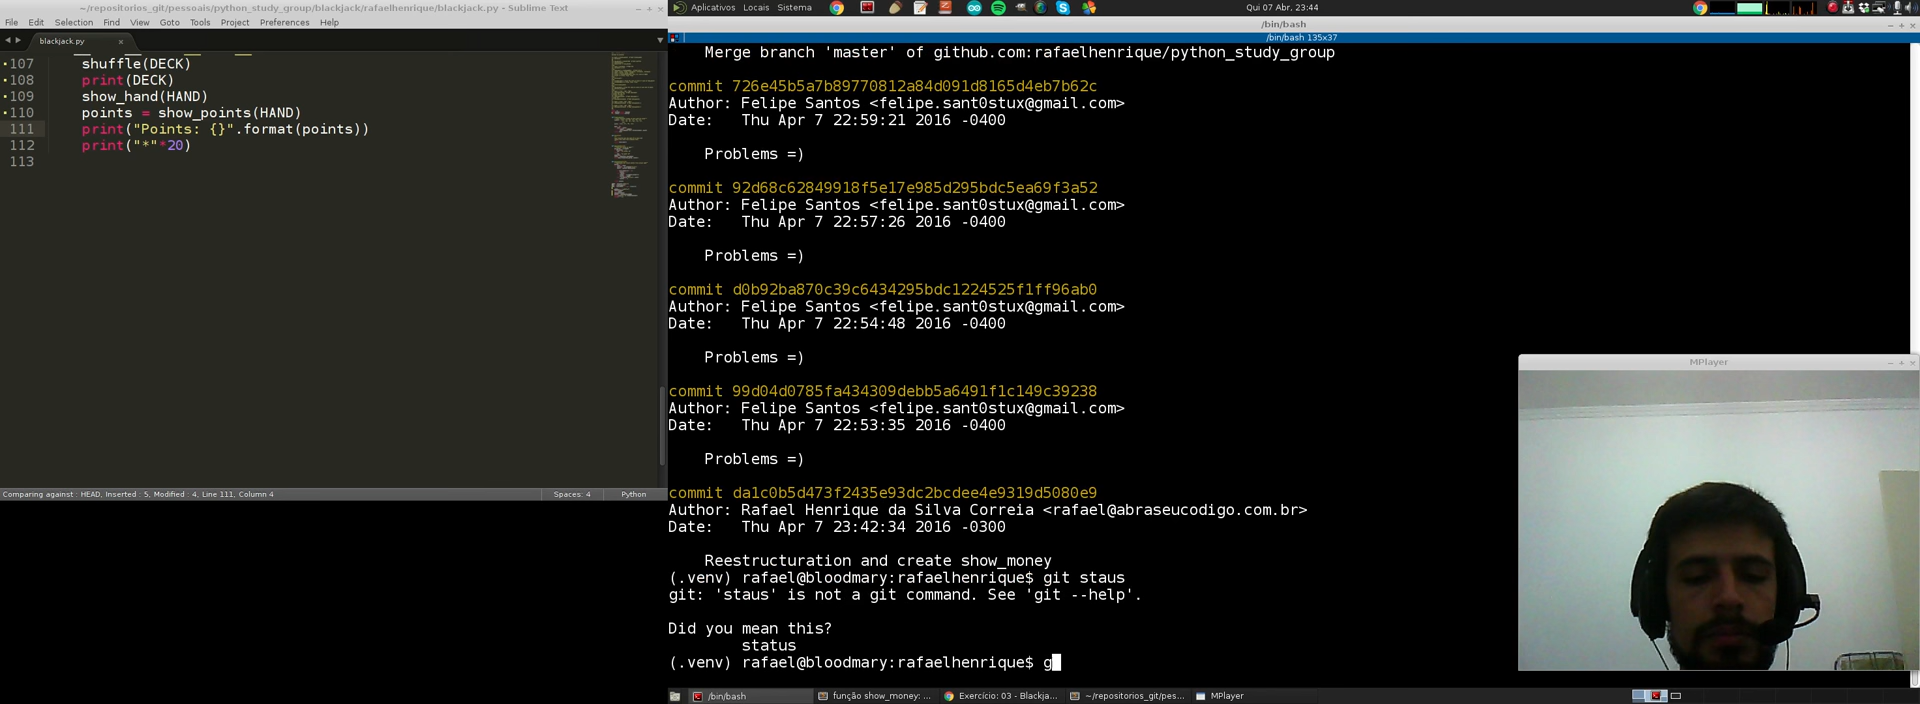 ~/repositorios_git/pessoais/python_study_group/blackjack/rafaelhenrique/blackjack.py - Sublime Text
File Edit Selection Find View Goto Tools Project Preferences Help
blackjack.py
107 shuffle(DECK)
108 print(DECK)
109 show_hand(HAND)
110 points = show_points(HAND)
111 print("Points: {}".format(points))
112 print("*"*20)
113
Comparing against : HEAD, Inserted : 5, Modified : 4, Line 111, Column 4
Spaces: 4
Python
Aplicativos Locais Sistema
Qui 07 Abr, 23:44
/bin/bash
/bin/bash 135x37
Merge branch 'master' of github.com:rafaelhenrique/python_study_group
commit 726e45b5a7b89770812a84d091d8165d4eb7b62c
Author: Felipe Santos <felipe.sant0stux@gmail.com>
Date: Thu Apr 7 22:59:21 2016 -0400
Problems =)
commit 92d68c62849918f5e17e985d295bdc5ea69f3a52
Author: Felipe Santos <felipe.sant0stux@gmail.com>
Date: Thu Apr 7 22:57:26 2016 -0400
Problems =)
commit d0b92ba870c39c6434295bdc1224525f1ff96ab0
Author: Felipe Santos <felipe.sant0stux@gmail.com>
Date: Thu Apr 7 22:54:48 2016 -0400
Problems =)
commit 99d04d0785fa434309debb5a6491f1c149c39238
Author: Felipe Santos <felipe.sant0stux@gmail.com>
Date: Thu Apr 7 22:53:35 2016 -0400
Problems =)
commit da1c0b5d473f2435e93dc2bcdee4e9319d5080e9
Author: Rafael Henrique da Silva Correia <rafael@abraseucodigo.com.br>
Date: Thu Apr 7 23:42:34 2016 -0300
Reestructuration and create show_money
(.venv) rafael@bloodmary:rafaelhenrique$ git staus
git: 'staus' is not a git command. See 'git --help'.
Did you mean this?
status
(.venv) rafael@bloodmary:rafaelhenrique$ g
MPlayer
/bin/bash
função show_money: ...
Exercício: 03 - Blackja...
~/repositorios_git/pes...
MPlayer